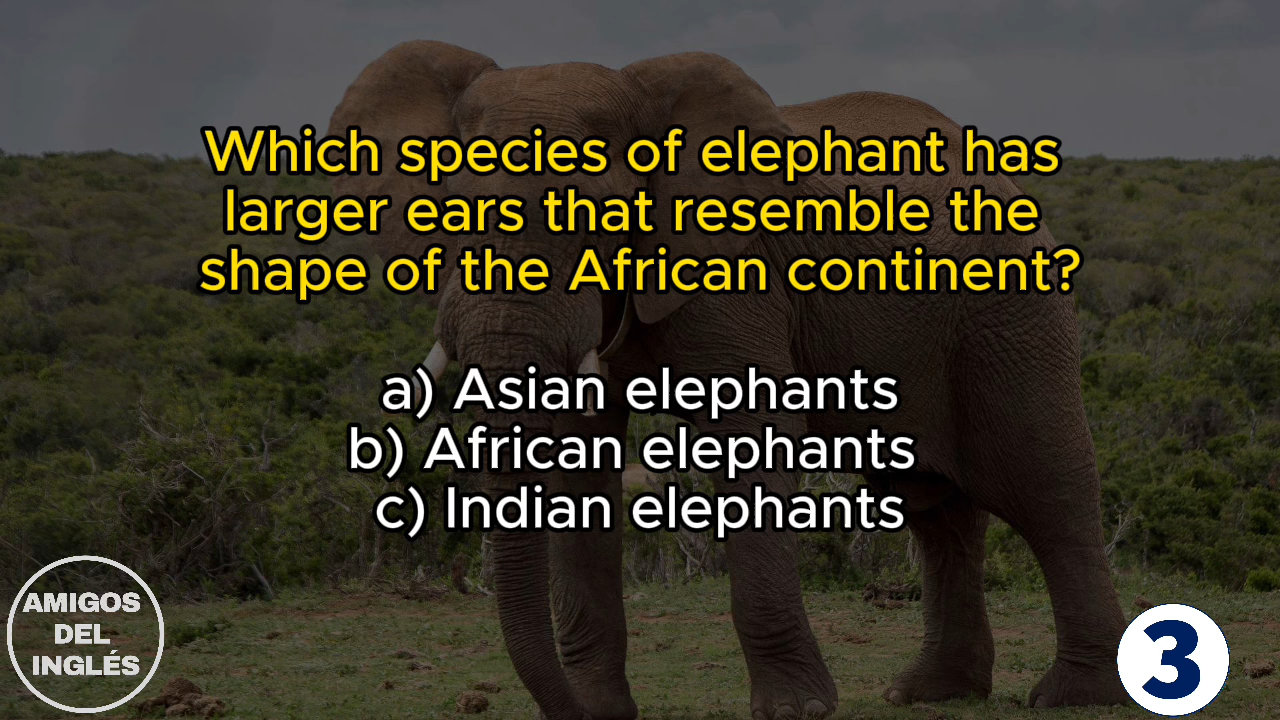 Which species of elephant has
larger ears that resemble the
shape of the African continent?
a) Asian elephants
b) African elephants
c) Indian elephants
AMIGOS
DEL
INGLÉS
3